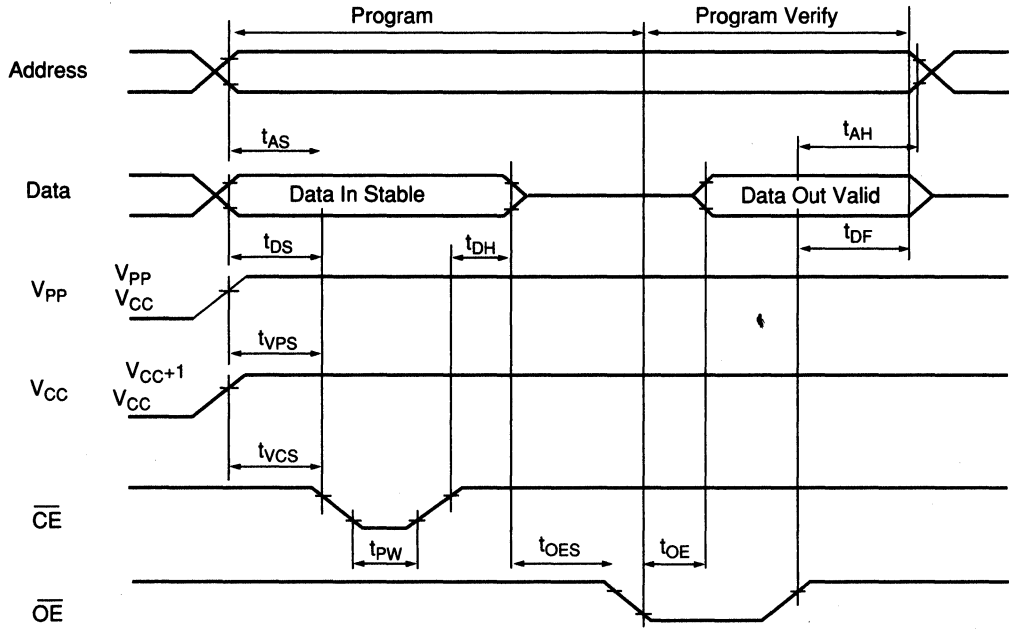 Program
Program Verify
Address
tAS
tAH
Data
Data In Stable
Data Out Valid
tDS
tDH
tDF
VPP
VPP
VCC
tVPS
VCC
VCC+1
VCC
tVCS
CE
tPW
tOES
tOE
OE